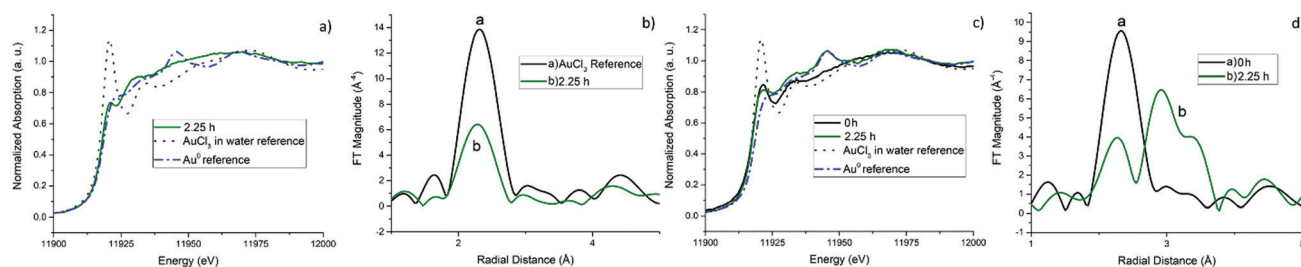 a)
Normalized Absorption (a. u.)
1.2
1.0
0.8
0.6
0.4
0.2
0.0
2.25 h
AuCl3 in water reference
Au0 reference
11900 11925 11950 11975 12000
Energy (eV)
b)
FT Magnitude (Å-4)
14
12
10
8
6
4
2
0
-2
a
b
a)AuCl3 Reference
b)2.25 h
2 4
Radial Distance (Å)
c)
Normalized Absorption (a. u.)
1.2
1.0
0.8
0.6
0.4
0.2
0.0
0h
2.25 h
AuCl3 in water reference
Au0 reference
11900 11925 11950 11975 12000
Energy (eV)
d
FT Magnitude (Å-4)
10
9
8
7
6
5
4
3
2
1
0
-1
a
b
a)0h
b)2.25 h
1 3
Radial Distance (Å)